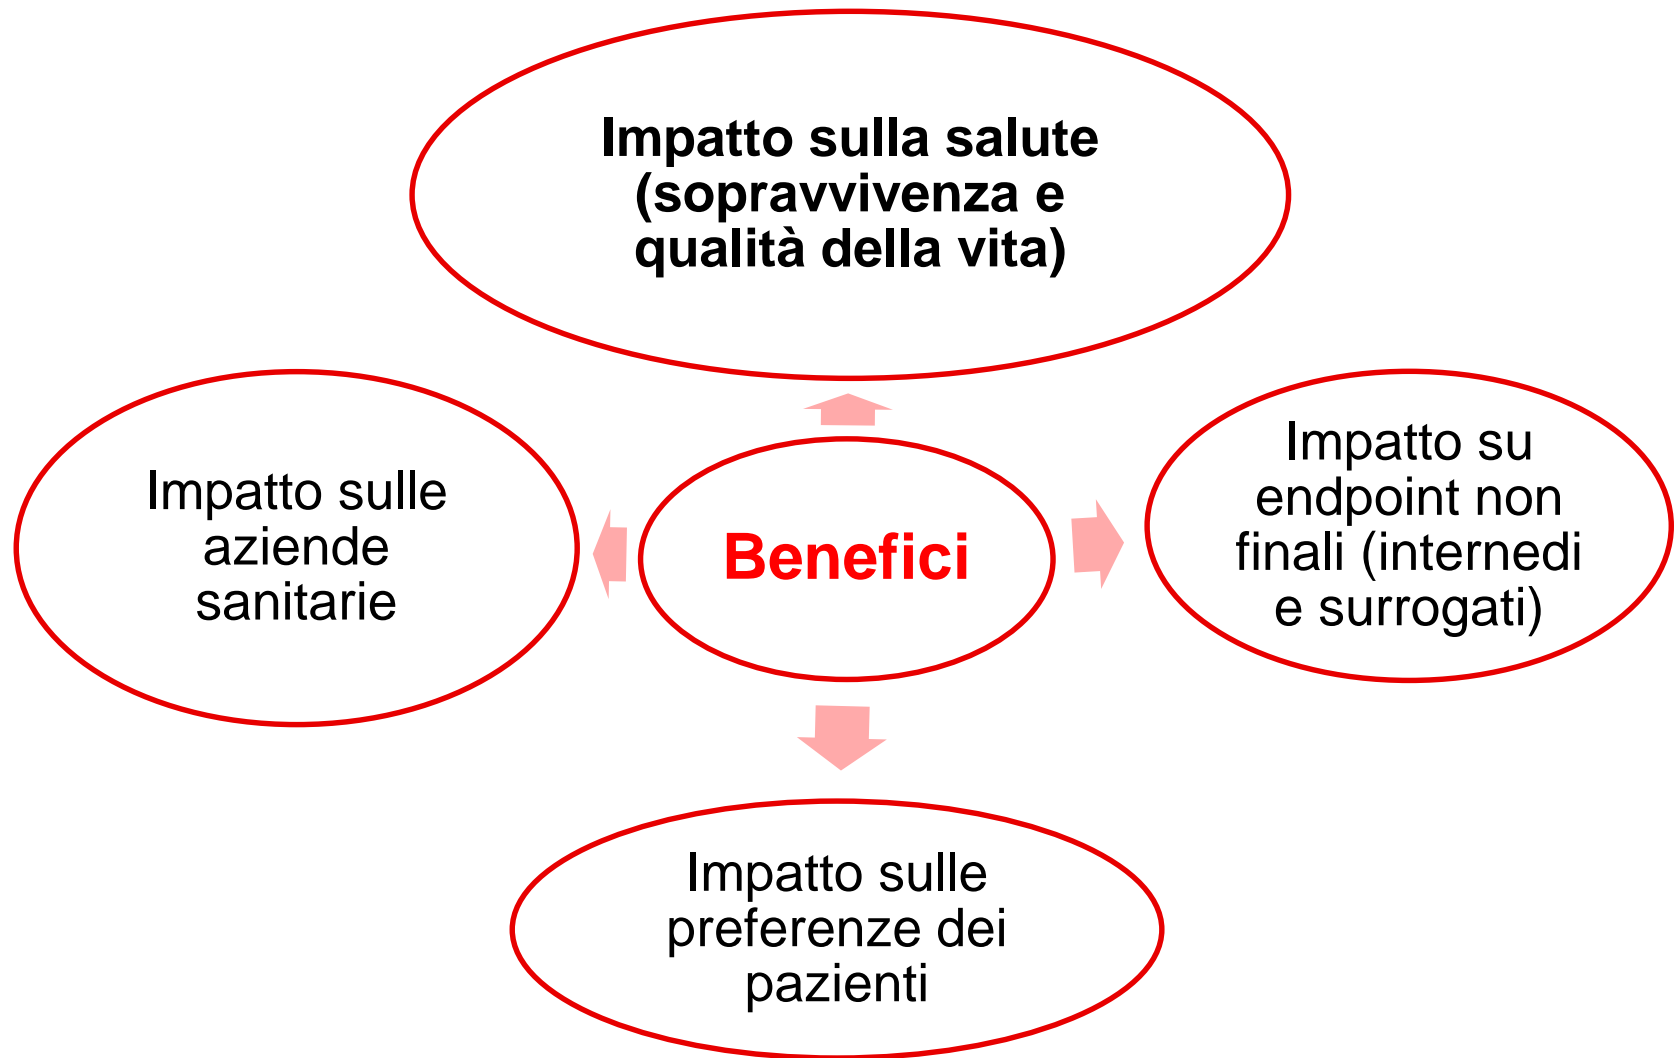 Impatto sulla salute
(sopravvivenza e
qualità della vita)
Impatto sulle
aziende
sanitarie
Benefici
Impatto su
endpoint non
finali (internedi
e surrogati)
Impatto sulle
preferenze dei
pazienti